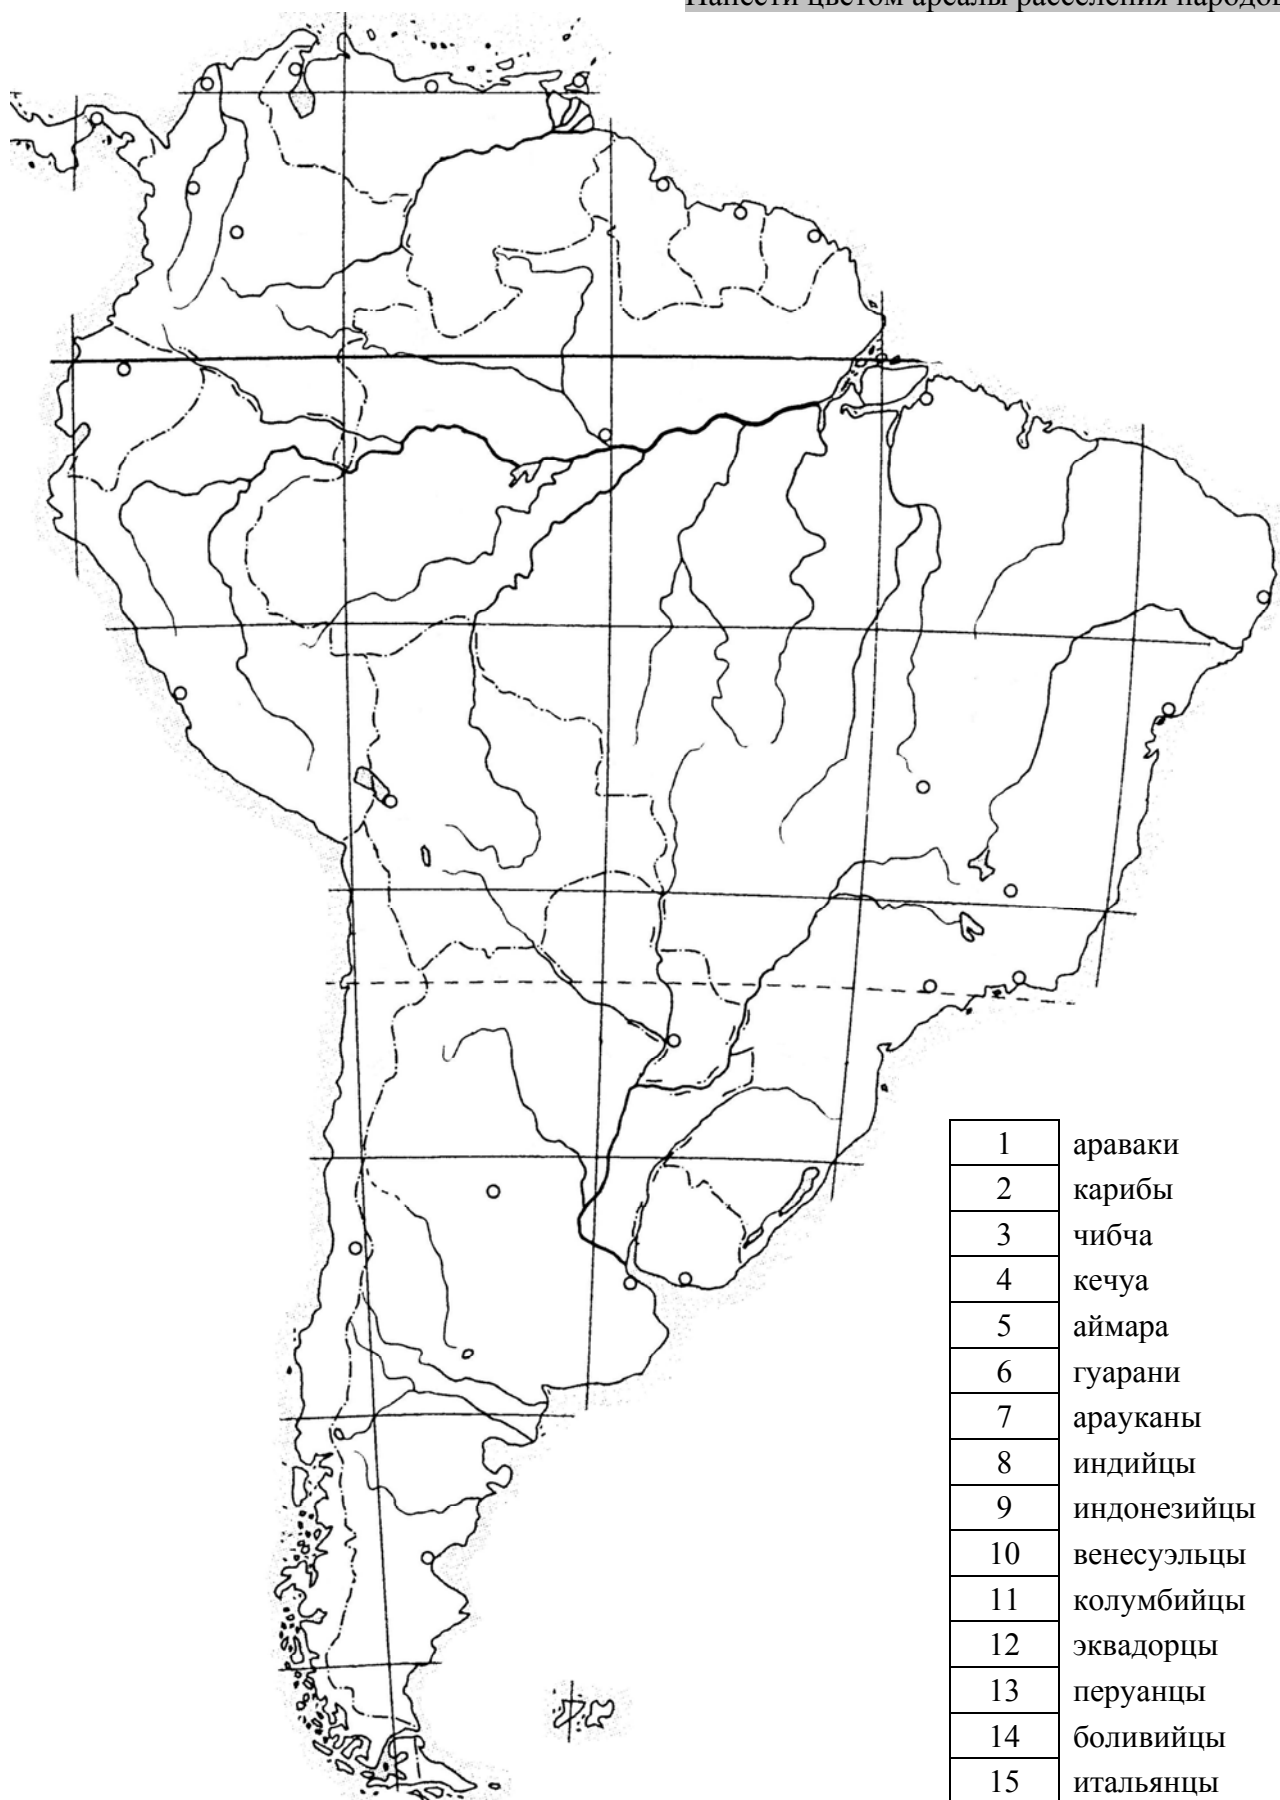 Нанести цветом ареалы расселения народов
1 араваки
2 карибы
3 чибча
4 кечуа
5 аймара
6 гуарани
7 арауканы
8 индийцы
9 индонезийцы
10 венесуэльцы
11 колумбийцы
12 эквадорцы
13 перуанцы
14 боливийцы
15 итальянцы